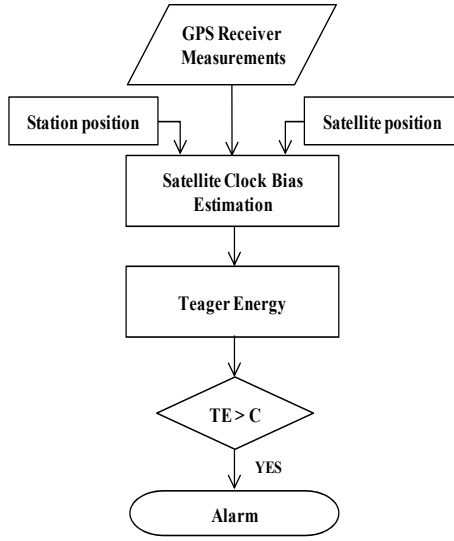 GPS Receiver
Measurements
Station position
Satellite position
Satellite Clock Bias
Estimation
Teager Energy
TE > C
YES
Alarm